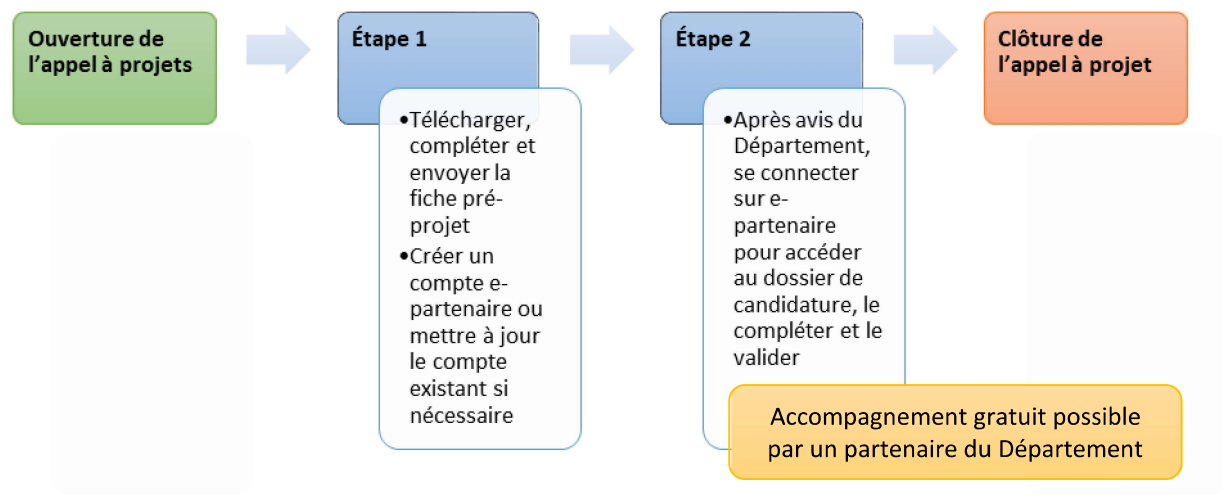 Ouverture de
l'appel à projets
Étape 1
•Télécharger,
compléter et
envoyer la
fiche pré-
projet
•Créer un
compte e-
partenaire ou
mettre à jour
le compte
existant si
nécessaire
Étape 2
•Après avis du
Département,
se connecter
sur e-
partenaire
pour accéder
au dossier de
candidature, le
compléter et le
valider
Accompagnement gratuit possible
par un partenaire du Département
Clôture de
l'appel à projet